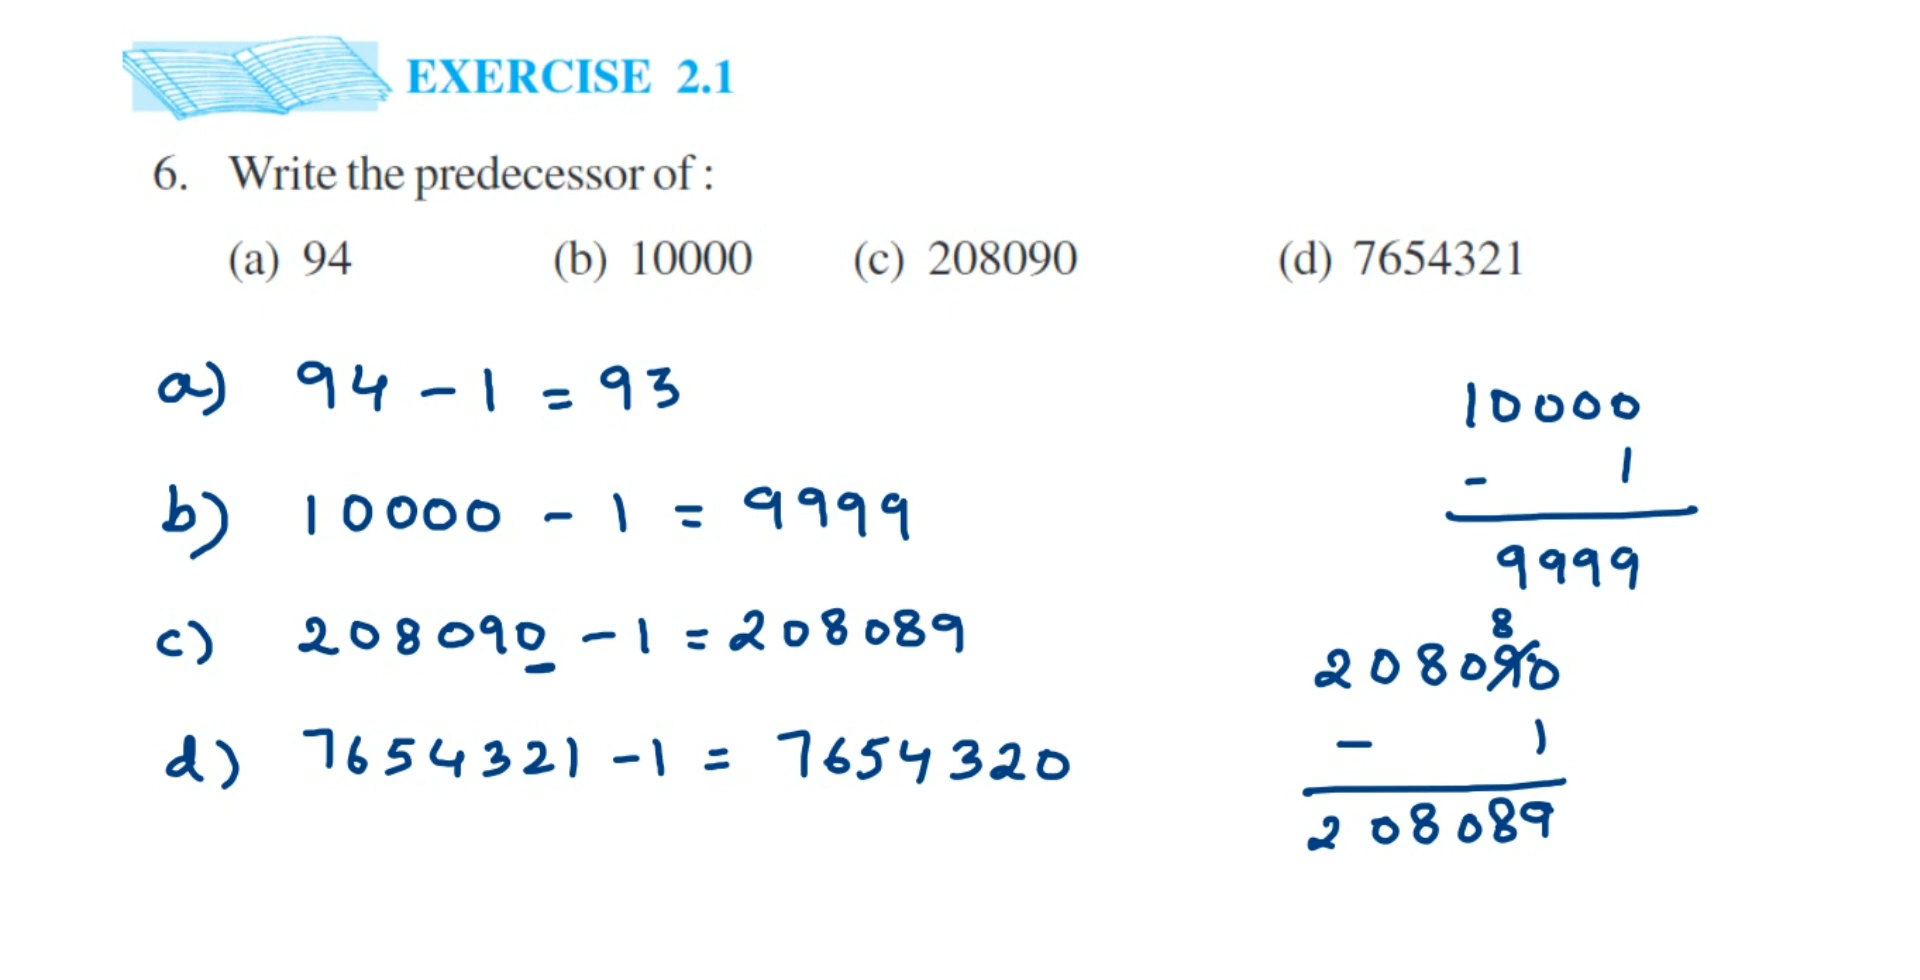 EXERCISE 2.1
6. Write the predecessor of :
(a) 94 (b) 10000 (c) 208090 (d) 7654321
a) 94 - 1 = 93
b) 10000 - 1 = 9999
c) 208090 - 1 = 208089
d) 7654321 - 1 = 7654320
10000
- 1
9999
8
208090
- 1
208089